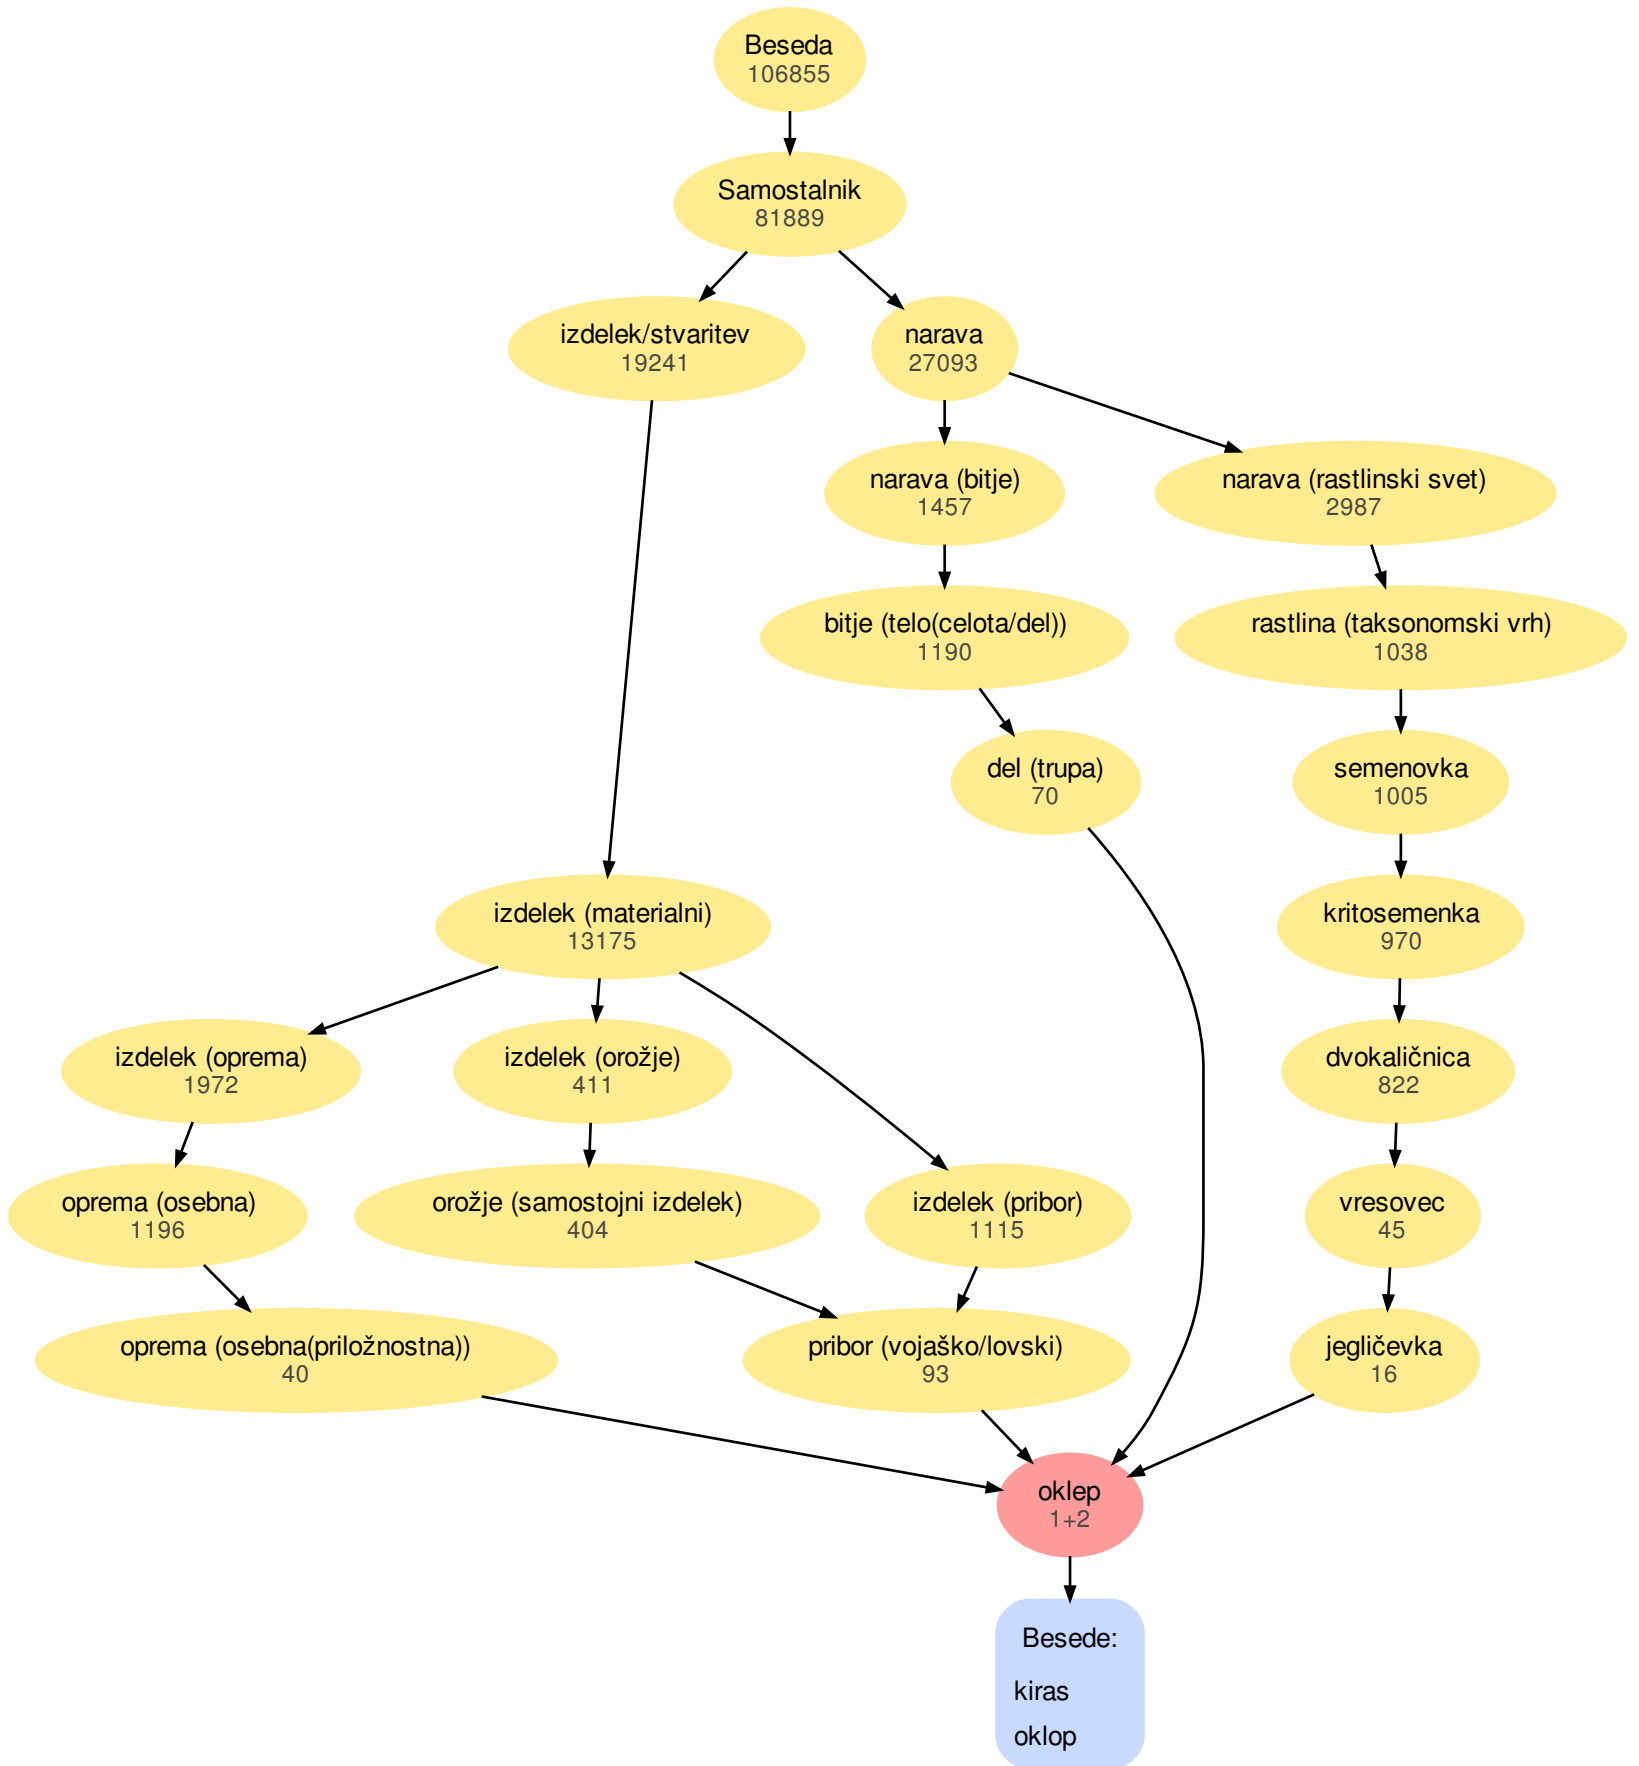 Beseda
106855
Samostalnik
81889
izdelek/stvaritev
19241
narava
27093
narava (bitje)
1457
narava (rastlinski svet)
2987
bitje (telo(celota/del))
1190
rastlina (taksonomski vrh)
1038
del (trupa)
70
semenovka
1005
izdelek (materialni)
13175
kritosemenka
970
izdelek (oprema)
1972
izdelek (orožje)
411
dvokaličnica
822
oprema (osebna)
1196
orožje (samostojni izdelek)
404
izdelek (pribor)
1115
vresovec
45
oprema (osebna(priložnostna))
40
pribor (vojaško/lovski)
93
jegličevka
16
oklep
1+2
Besede:
kiras
oklop